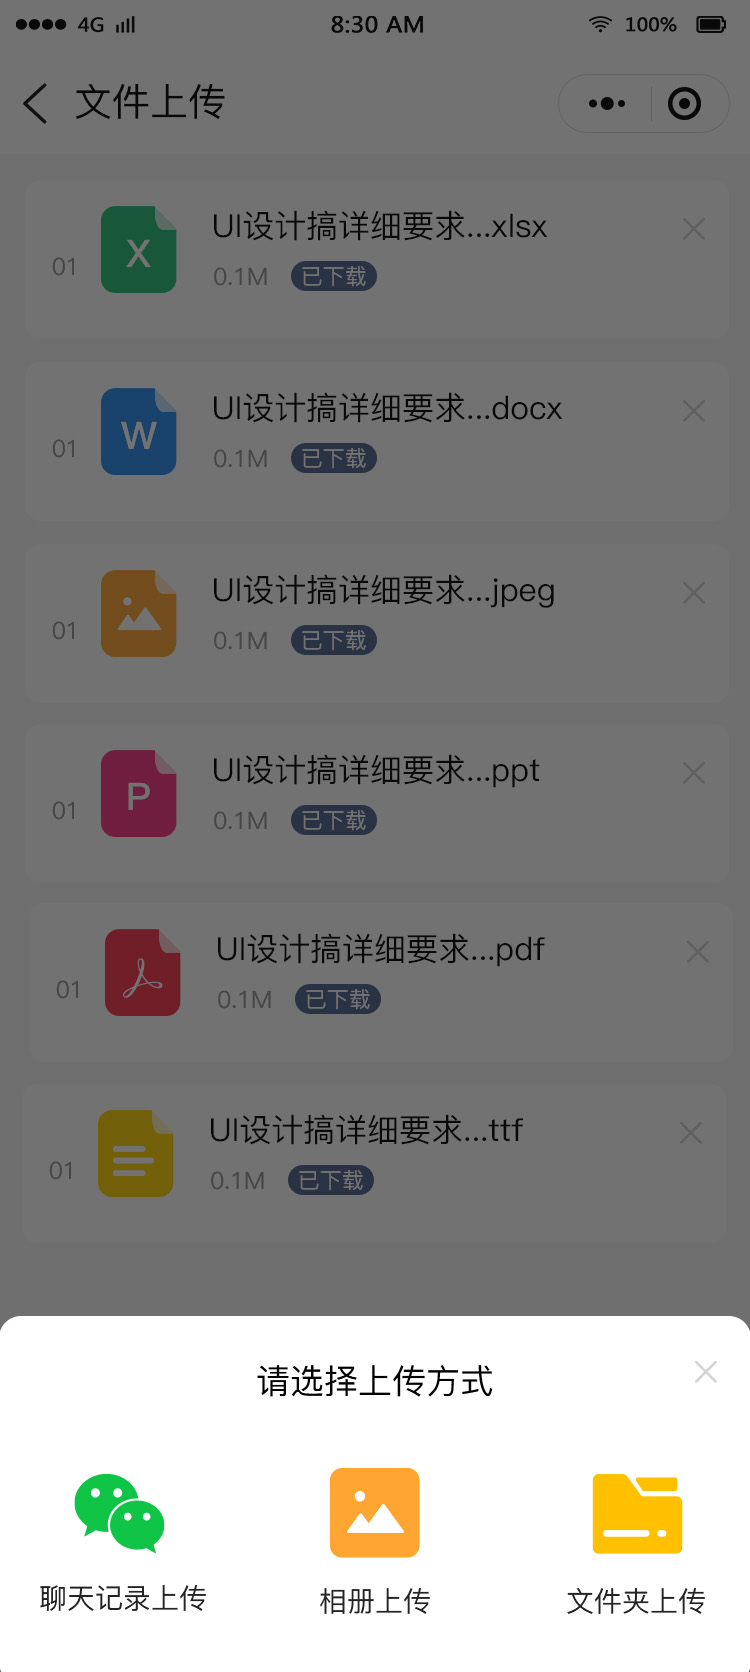 4G 8:30 AM 100%
文件上传
UI设计搞详细要求...xlsx
01 X 0.1M 已下载
UI设计搞详细要求...docx
01 W 0.1M 已下载
UI设计搞详细要求...jpeg
01 0.1M 已下载
UI设计搞详细要求...ppt
01 P 0.1M 已下载
UI设计搞详细要求...pdf
01 0.1M 已下载
UI设计搞详细要求...ttf
01 0.1M 已下载
请选择上传方式
聊天记录上传 相册上传 文件夹上传